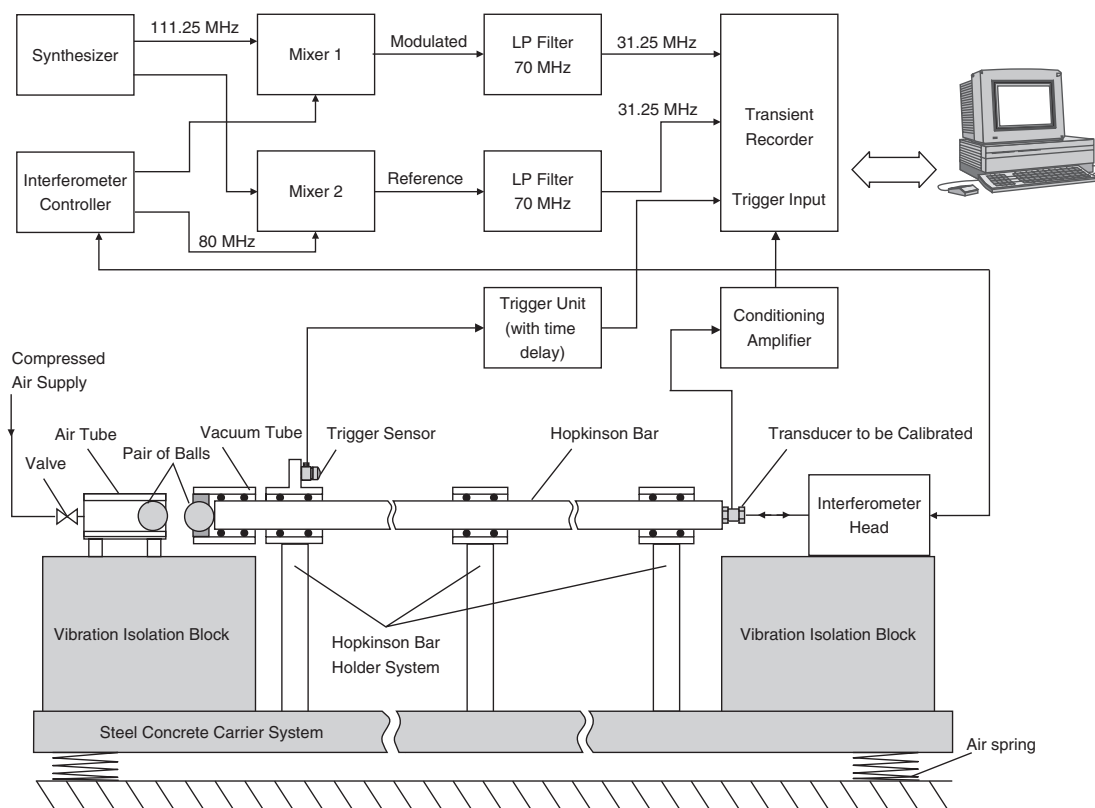 111.25 MHz
Synthesizer
Mixer 1
Modulated
LP Filter
70 MHz
31.25 MHz
31.25 MHz
Transient
Recorder
Trigger Input
Interferometer
Controller
Mixer 2
Reference
LP Filter
70 MHz
80 MHz
Trigger Unit
(with time
delay)
Conditioning
Amplifier
Compressed
Air Supply
Air Tube
Valve
Pair of Balls
Vacuum Tube
Trigger Sensor
Hopkinson Bar
Transducer to be Calibrated
Interferometer
Head
Vibration Isolation Block
Hopkinson Bar
Holder System
Vibration Isolation Block
Steel Concrete Carrier System
Air spring